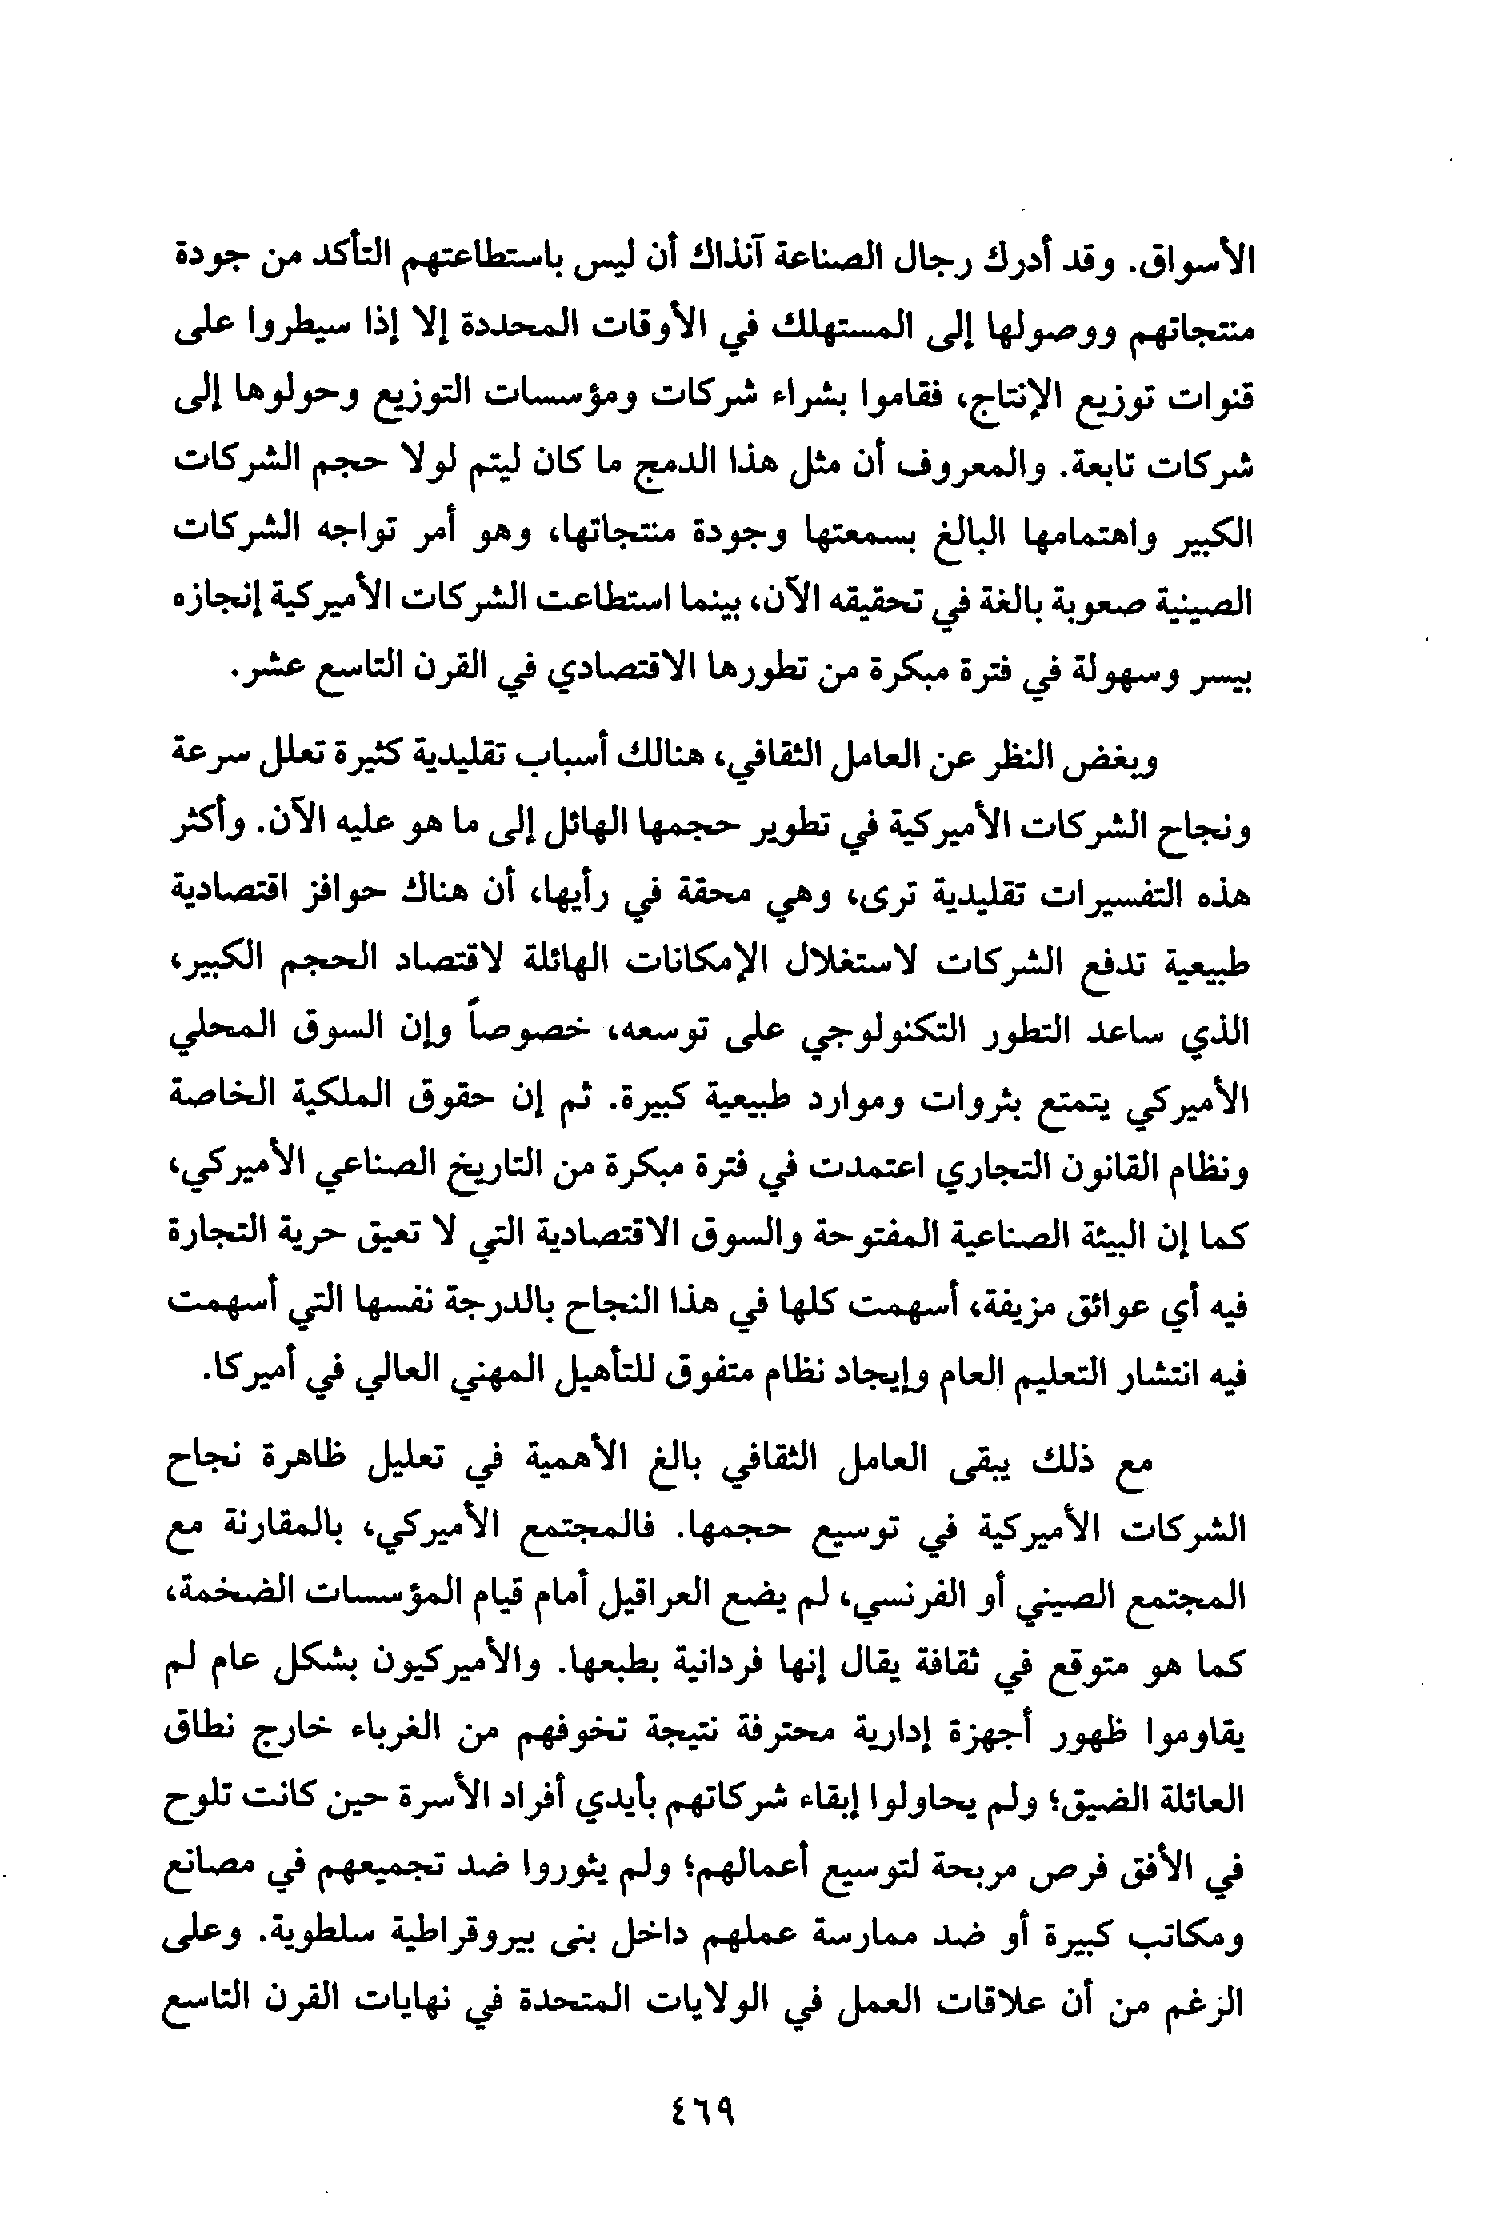 الأسواق. وقد أدرك رجال الصناعة آنذاك أن ليس باستطاعتهم التأكد من جودة
منتجاتهم ووصولها إلى المستهلك في الأوقات المحددة إلا إذا سيطروا على
قنوات توزيع الإنتاج، فقاموا بشراء شركات ومؤسسات التوزيع وحولوها إلى
شركات تابعة. والمعروف أن مثل هذا الدمج ما كان ليتم لولا حجم الشركات
الكبير واهتمامها البالغ بسمعتها وجودة منتجاتها، وهو أمر تواجه الشركات
الصينية صعوبة بالغة في تحقيقه الآن، بينما استطاعت الشركات الأميركية إنجازه
بيسر وسهولة في فترة مبكرة من تطورها الاقتصادي في القرن التاسع عشر.
وبغض النظر عن العامل الثقافي، هنالك أسباب تقليدية كثيرة تعلل سرعة
ونجاح الشركات الأميركية في تطوير حجمها الهائل إلى ما هو عليه الآن. وأكثر
هذه التفسيرات تقليدية ترى، وهي محقة في رأيها، أن هناك حوافز اقتصادية
طبيعية تدفع الشركات لاستغلال الإمكانات الهائلة لاقتصاد الحجم الكبير،
الذي ساعد التطور التكنولوجي على توسعه، خصوصاً وإن السوق المحلي
الأميركي يتمتع بثروات وموارد طبيعية كبيرة. ثم إن حقوق الملكية الخاصة
ونظام القانون التجاري اعتمدت في فترة مبكرة من التاريخ الصناعي الأميركي،
كما إن البيئة الصناعية المفتوحة والسوق الاقتصادية التي لا تعيق حرية التجارة
فيه أي عوائق مزيفة، أسهمت كلها في هذا النجاح بالدرجة نفسها التي أسهمت
فيه انتشار التعليم العام وإيجاد نظام متفوق للتأهيل المهني العالي في أميركا.
مع ذلك يبقى العامل الثقافي بالغ الأهمية في تعليل ظاهرة نجاح
الشركات الأميركية في توسيع حجمها. فالمجتمع الأميركي، بالمقارنة مع
المجتمع الصيني أو الفرنسي، لم يضع العراقيل أمام قيام المؤسسات الضخمة،
كما هو متوقع في ثقافة يقال إنها فردانية بطبعها. والأميركيون بشكل عام لم
يقاوموا ظهور أجهزة إدارية محترفة نتيجة تخوفهم من الغرباء خارج نطاق
العائلة الضيق؛ ولم يحاولوا إبقاء شركاتهم بأيدي أفراد الأسرة حين كانت تلوح
في الأفق فرص مربحة لتوسيع أعمالهم؛ ولم يثوروا ضد تجميعهم في مصانع
ومكاتب كبيرة أو ضد ممارسة عملهم داخل بنى بيروقراطية سلطوية. وعلى
الرغم من أن علاقات العمل في الولايات المتحدة في نهايات القرن التاسع
٤٦٩